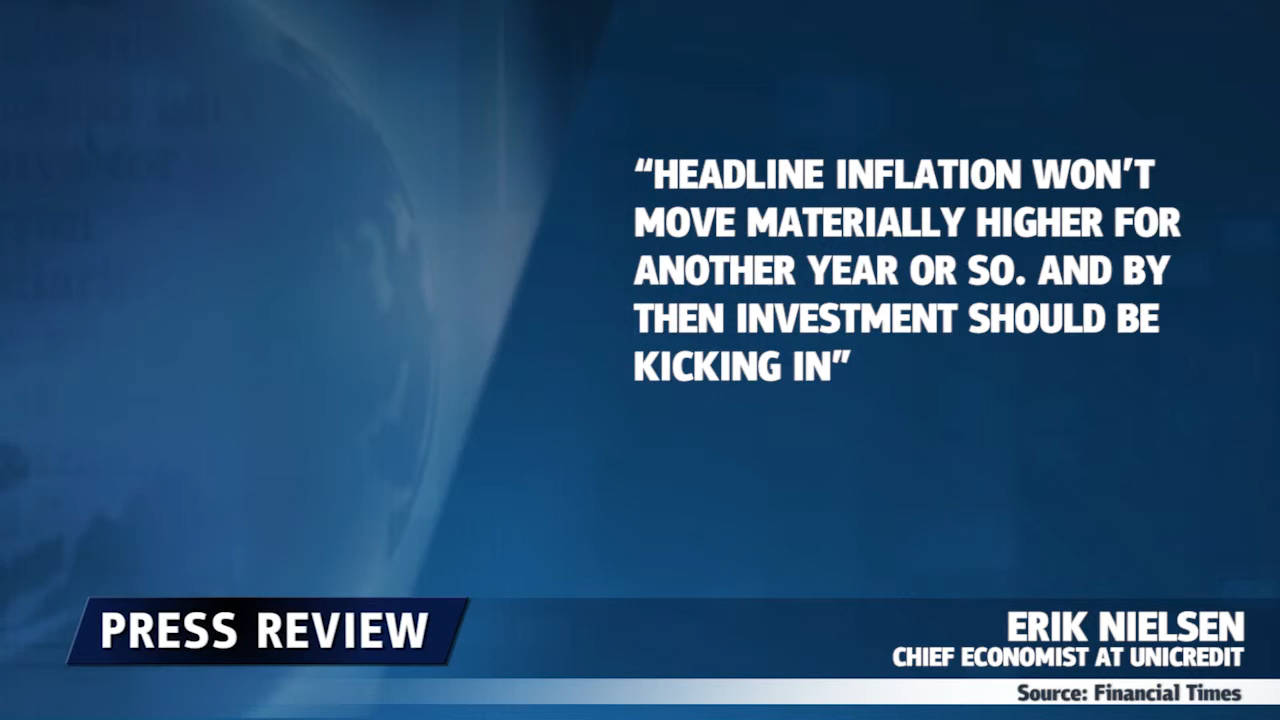 “HEADLINE INFLATION WON’T
MOVE MATERIALLY HIGHER FOR
ANOTHER YEAR OR SO. AND BY
THEN INVESTMENT SHOULD BE
KICKING IN”
PRESS REVIEW
ERIK NIELSEN
CHIEF ECONOMIST AT UNICREDIT
Source: Financial Times